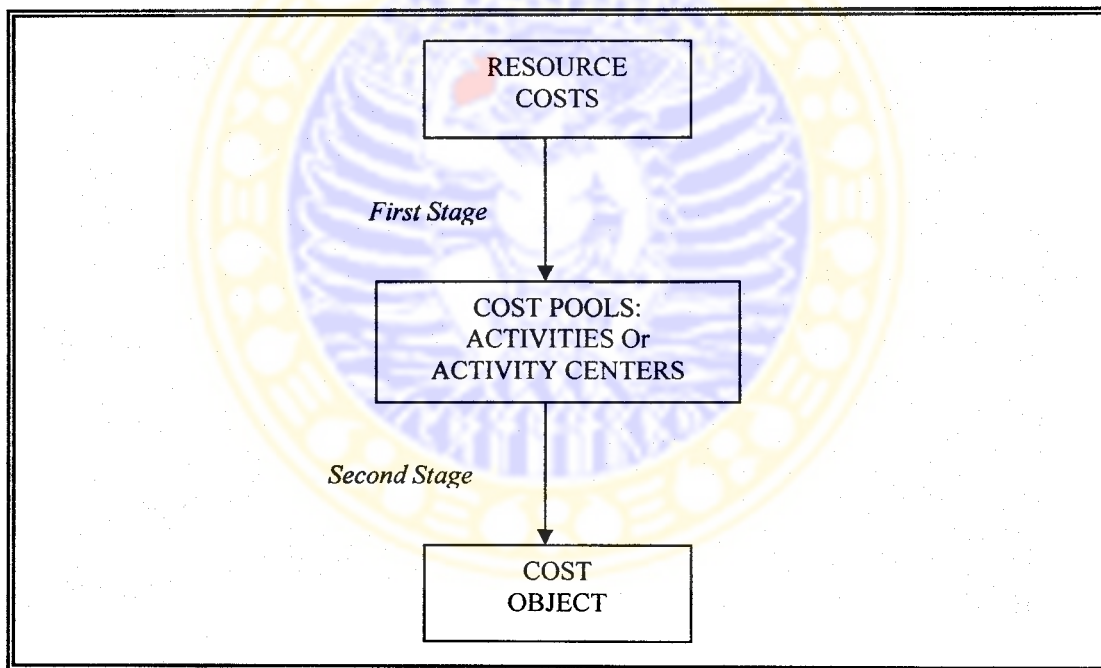 RESOURCE
COSTS
First Stage
COST POOLS:
ACTIVITIES Or
ACTIVITY CENTERS
Second Stage
COST
OBJECT